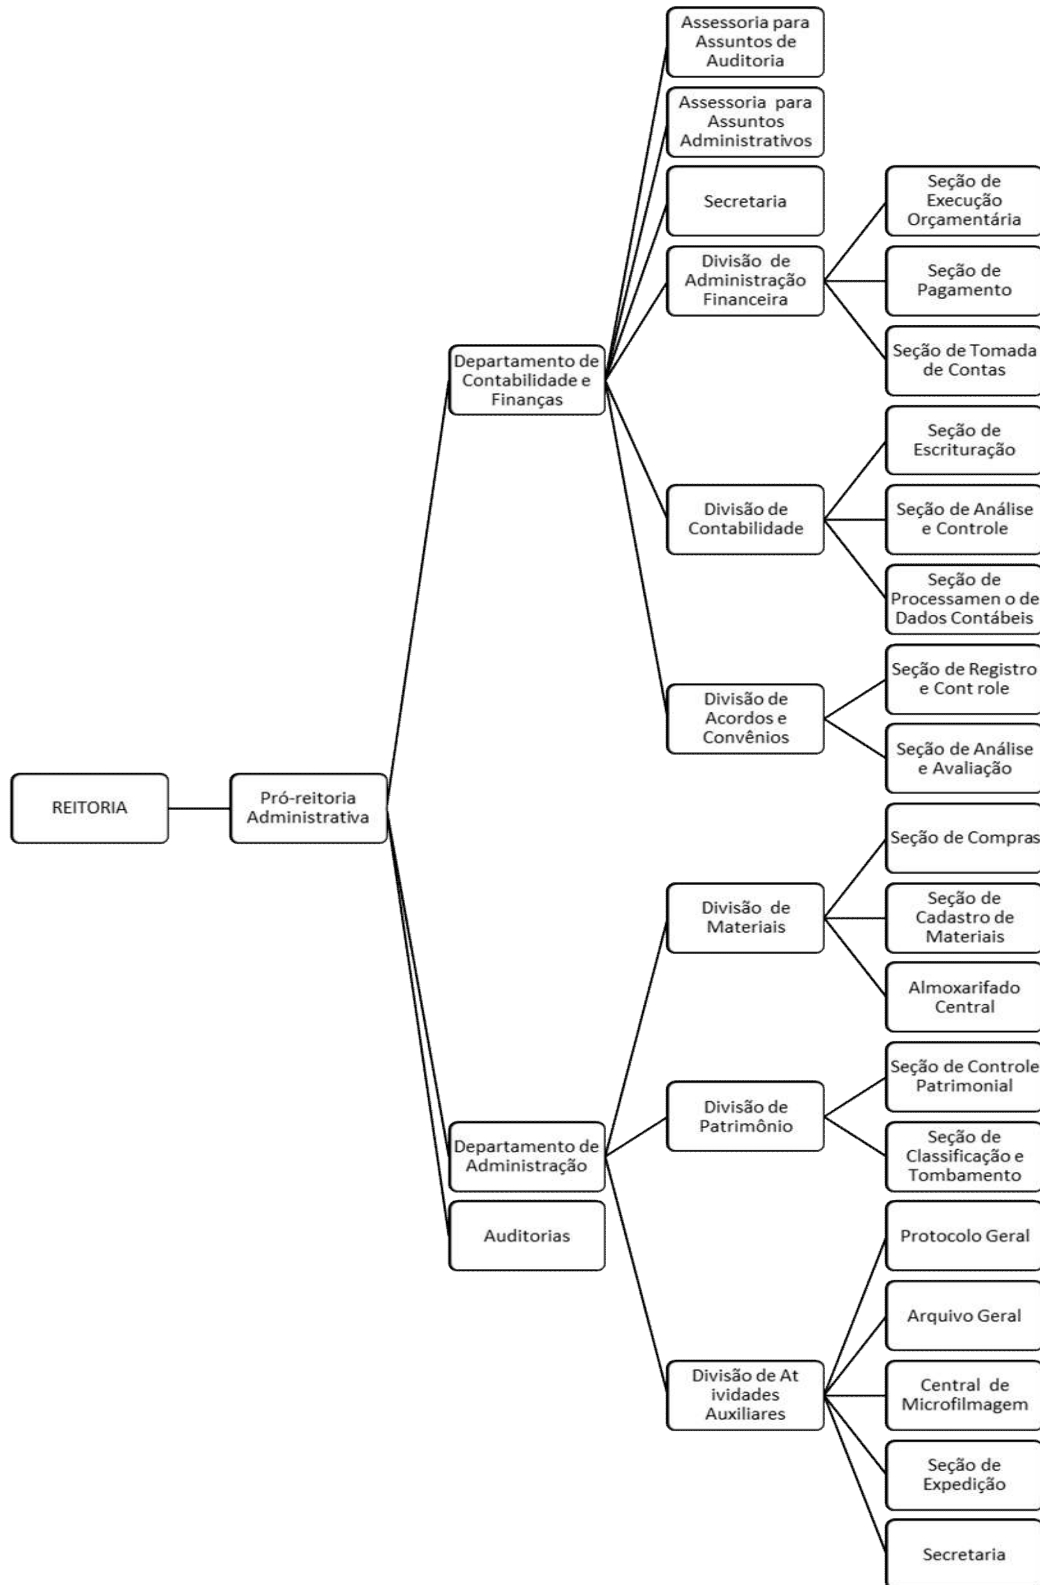 Assessoria para
Assuntos de
Auditoria
Assessoria para
Assuntos
Administrativos
Secretaria
Divisão de
Administração
Financeira
Seção de
Execução
Orçamentária
Seção de
Pagamento
Seção de Tomada
de Contas
Departamento de
Contabilidade e
Finanças
Seção de
Escrituração
Divisão de
Contabilidade
Seção de Análise
e Controle
Seção de
Processamen o de
Dados Contábeis
Divisão de
Acordos e
Convênios
Seção de Registro
e Cont role
Seção de Análise
e Avaliação
REITORIA
Pró-reitoria
Administrativa
Divisão de
Materiais
Seção de Compras
Seção de
Cadastro de
Materiais
Almoxarifado
Central
Departamento de
Administração
Divisão de
Patrimônio
Seção de Controle
Patrimonial
Seção de
Classificação e
Tombamento
Auditorias
Divisão de At
ividades
Auxiliares
Protocolo Geral
Arquivo Geral
Central de
Microfilmagem
Seção de
Expedição
Secretaria